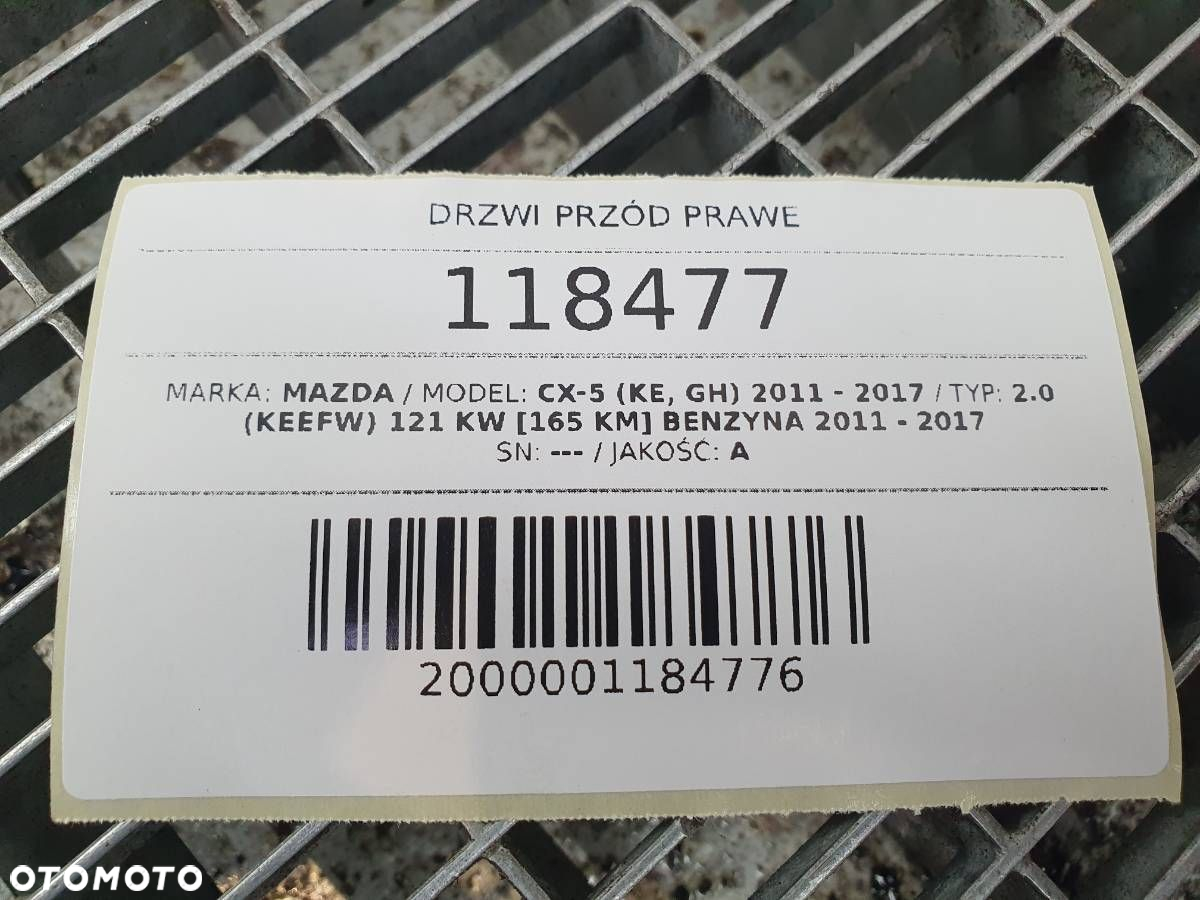 DRZWI PRZÓD PRAWE
118477
MARKA: MAZDA / MODEL: CX-5 (KE, GH) 2011 - 2017 / TYP: 2.0
(KEEFW) 121 KW [165 KM] BENZYNA 2011 - 2017
SN: --- / JAKOŚĆ: A
2000001184776
OTOMOTO